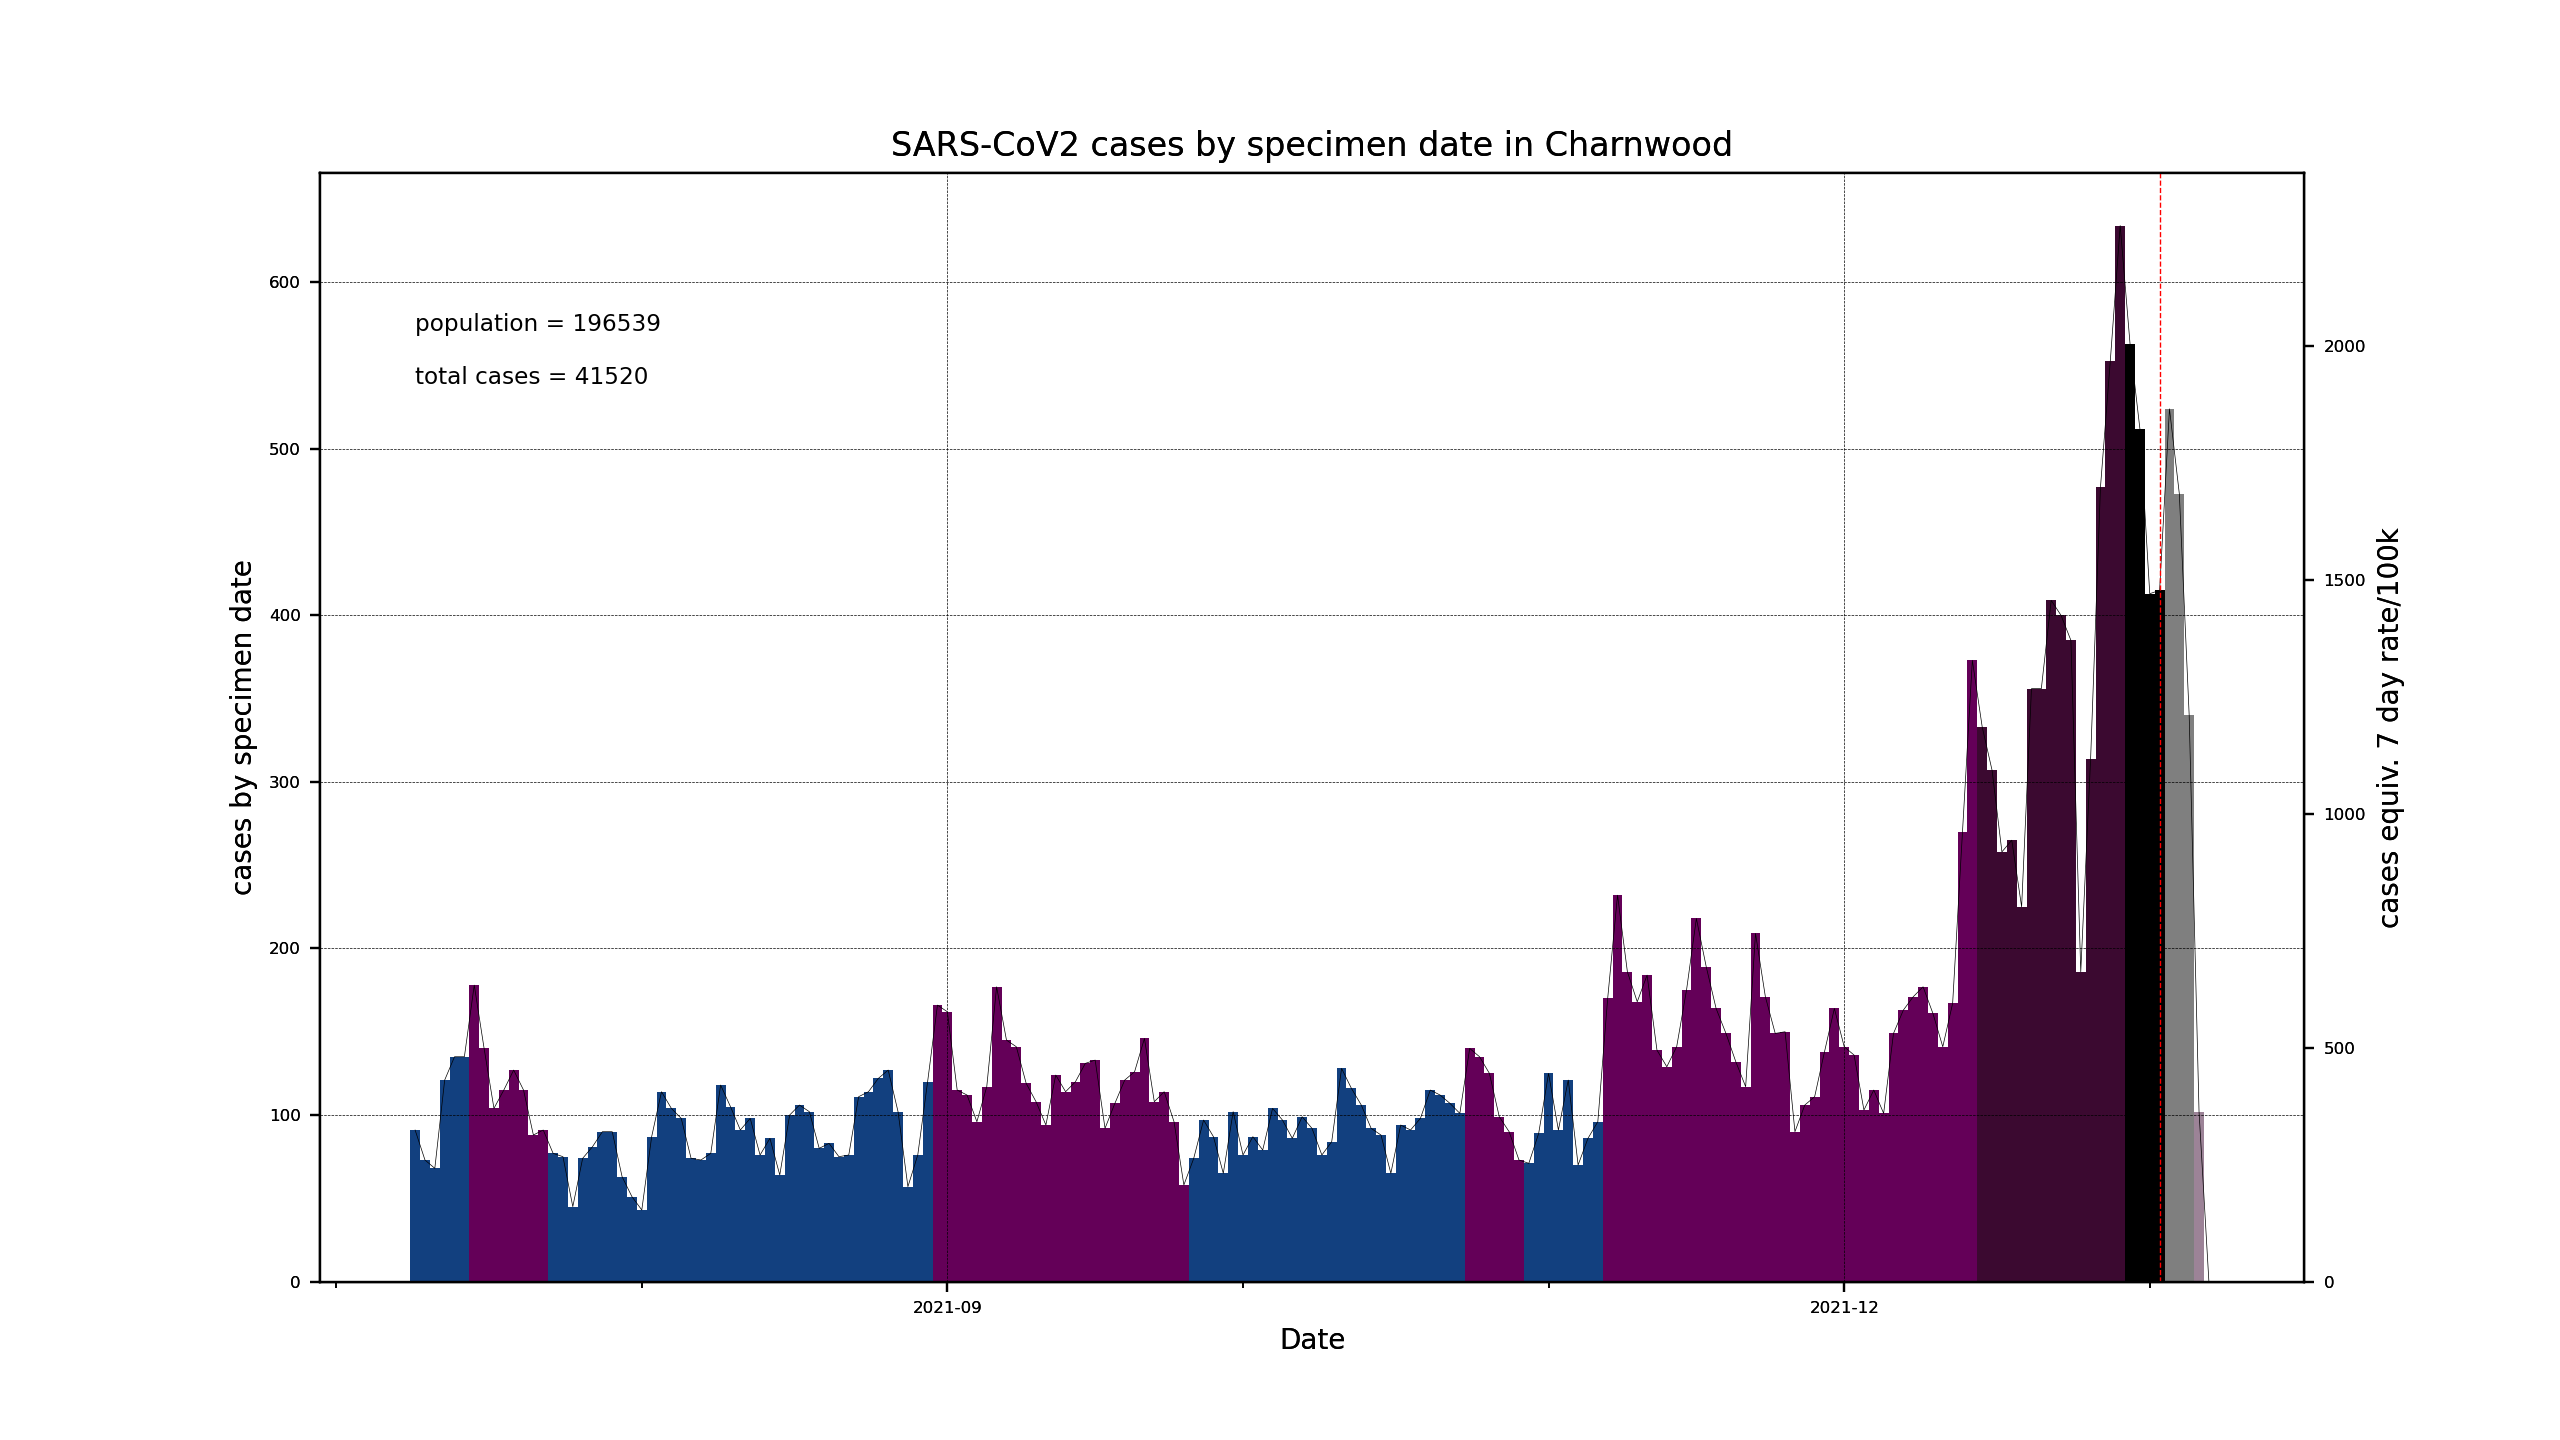 SARS-CoV2 cases by specimen date in Charnwood
population = 196539
total cases = 41520
cases by specimen date
600
500
400
300
200
100
0
2000
1500
1000
500
0
cases equiv. 7 day rate/100k
2021-09
2021-12
Date